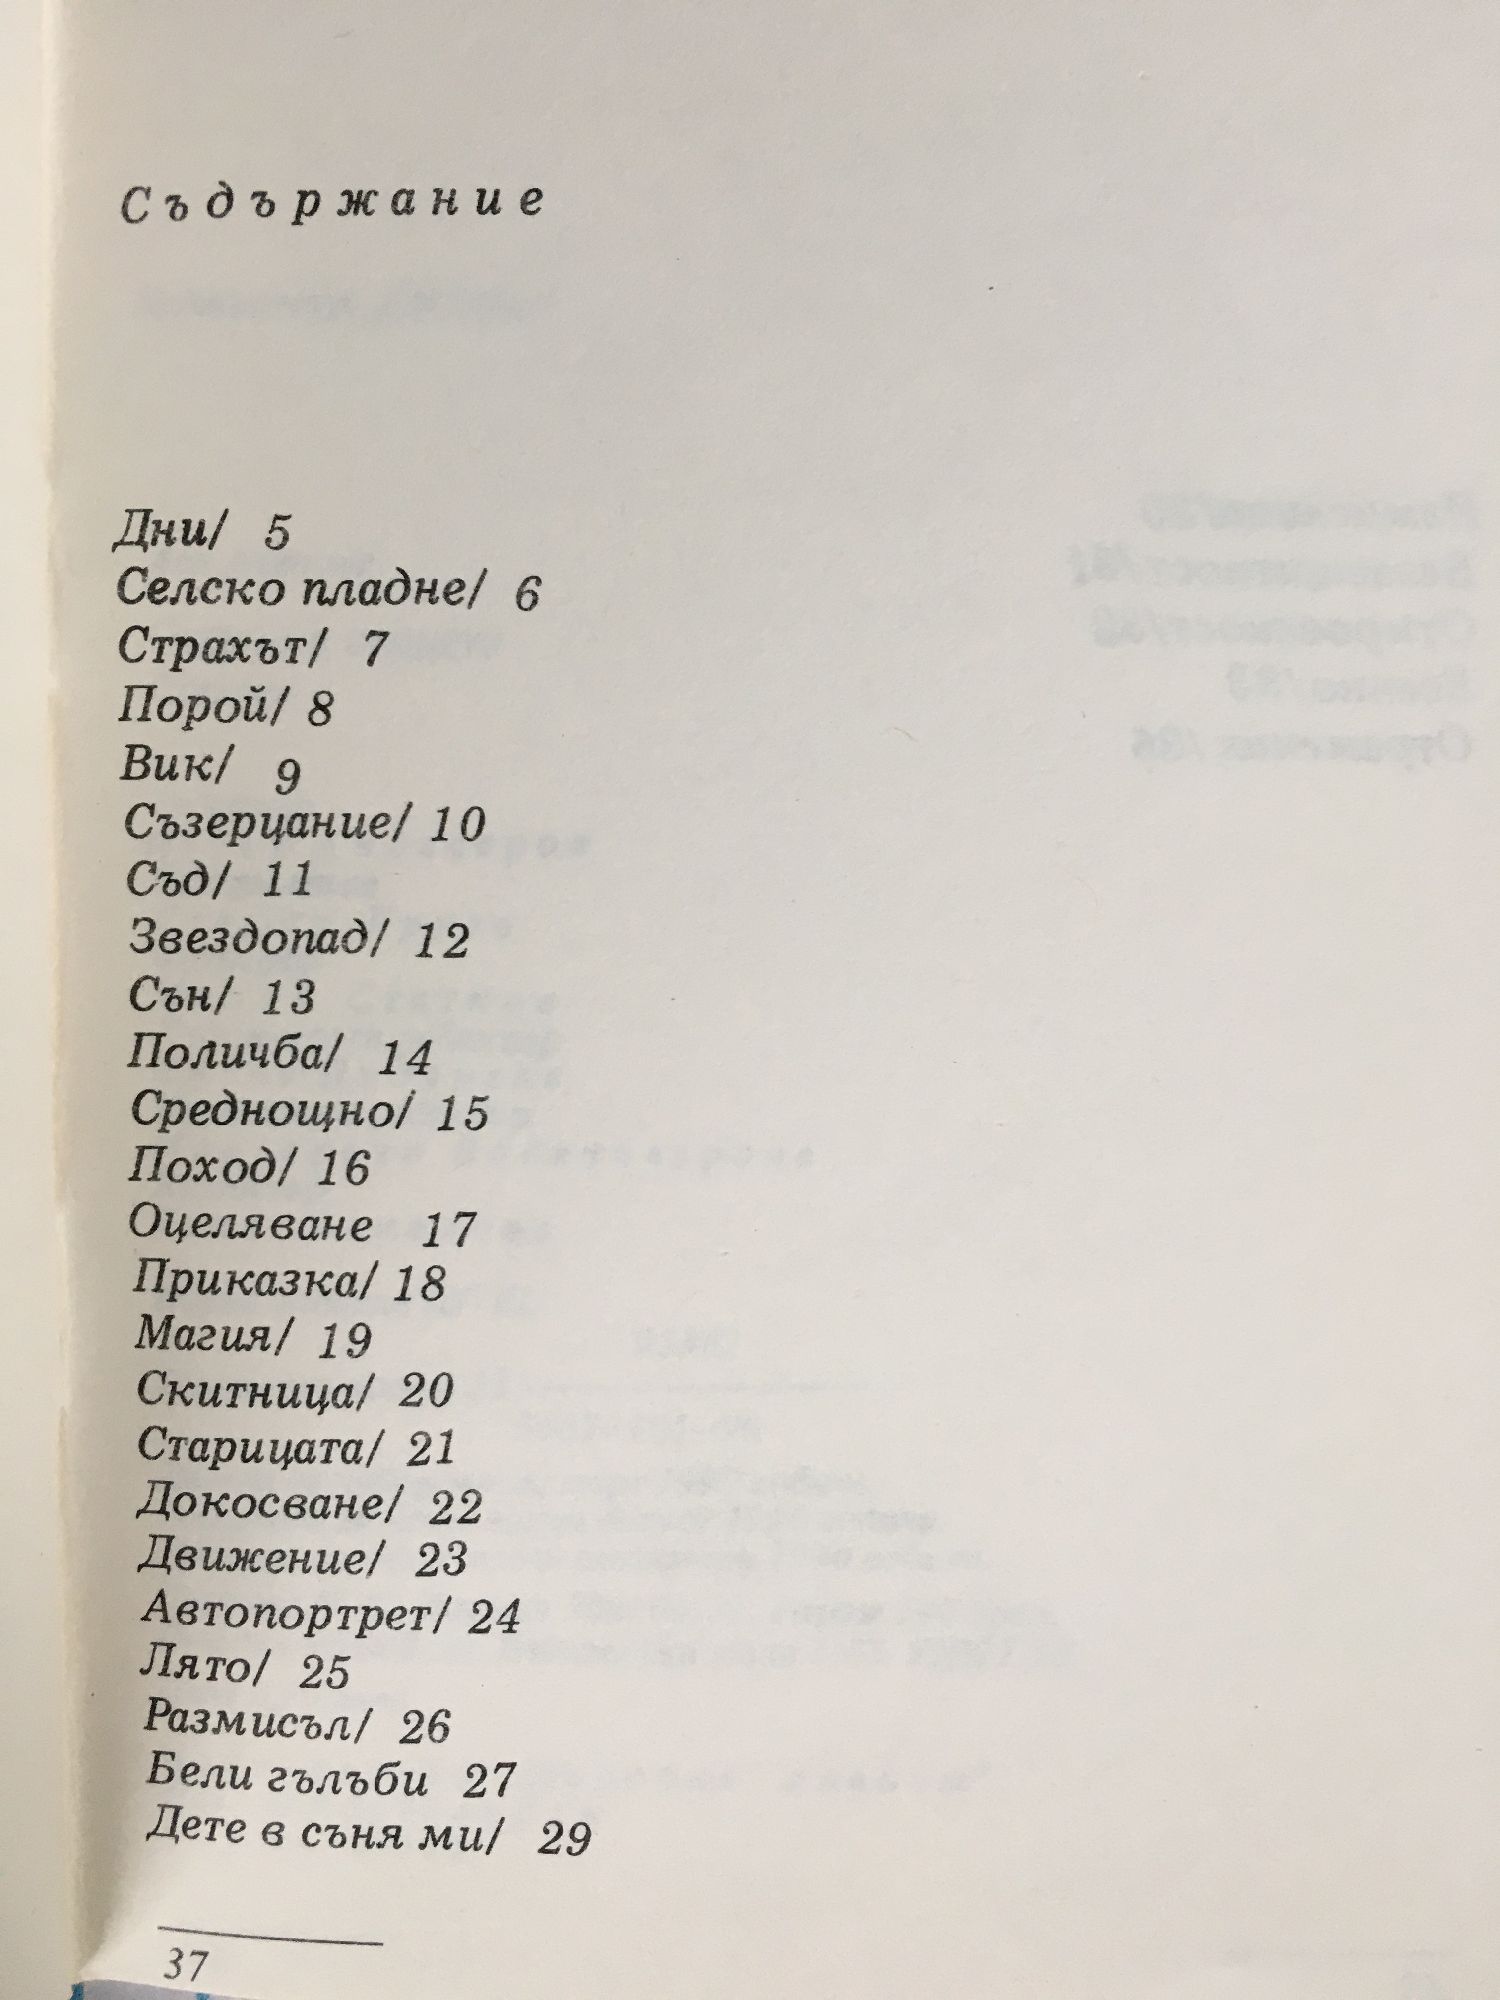 Съдържание
Дни/ 5
Селско пладне/ 6
Страхът/ 7
Порой/ 8
Вик/ 9
Съзерцание/ 10
Съд/ 11
Звездопад/ 12
Сън/ 13
Поличба/ 14
Среднощно/ 15
Поход/ 16
Оцеляване 17
Приказка/ 18
Магия/ 19
Скитница/ 20
Старицата/ 21
Докосване/ 22
Движение/ 23
Автопортрет/ 24
Лято/ 25
Размисъл/ 26
Бели гълъби 27
Дете в съня ми/ 29
37